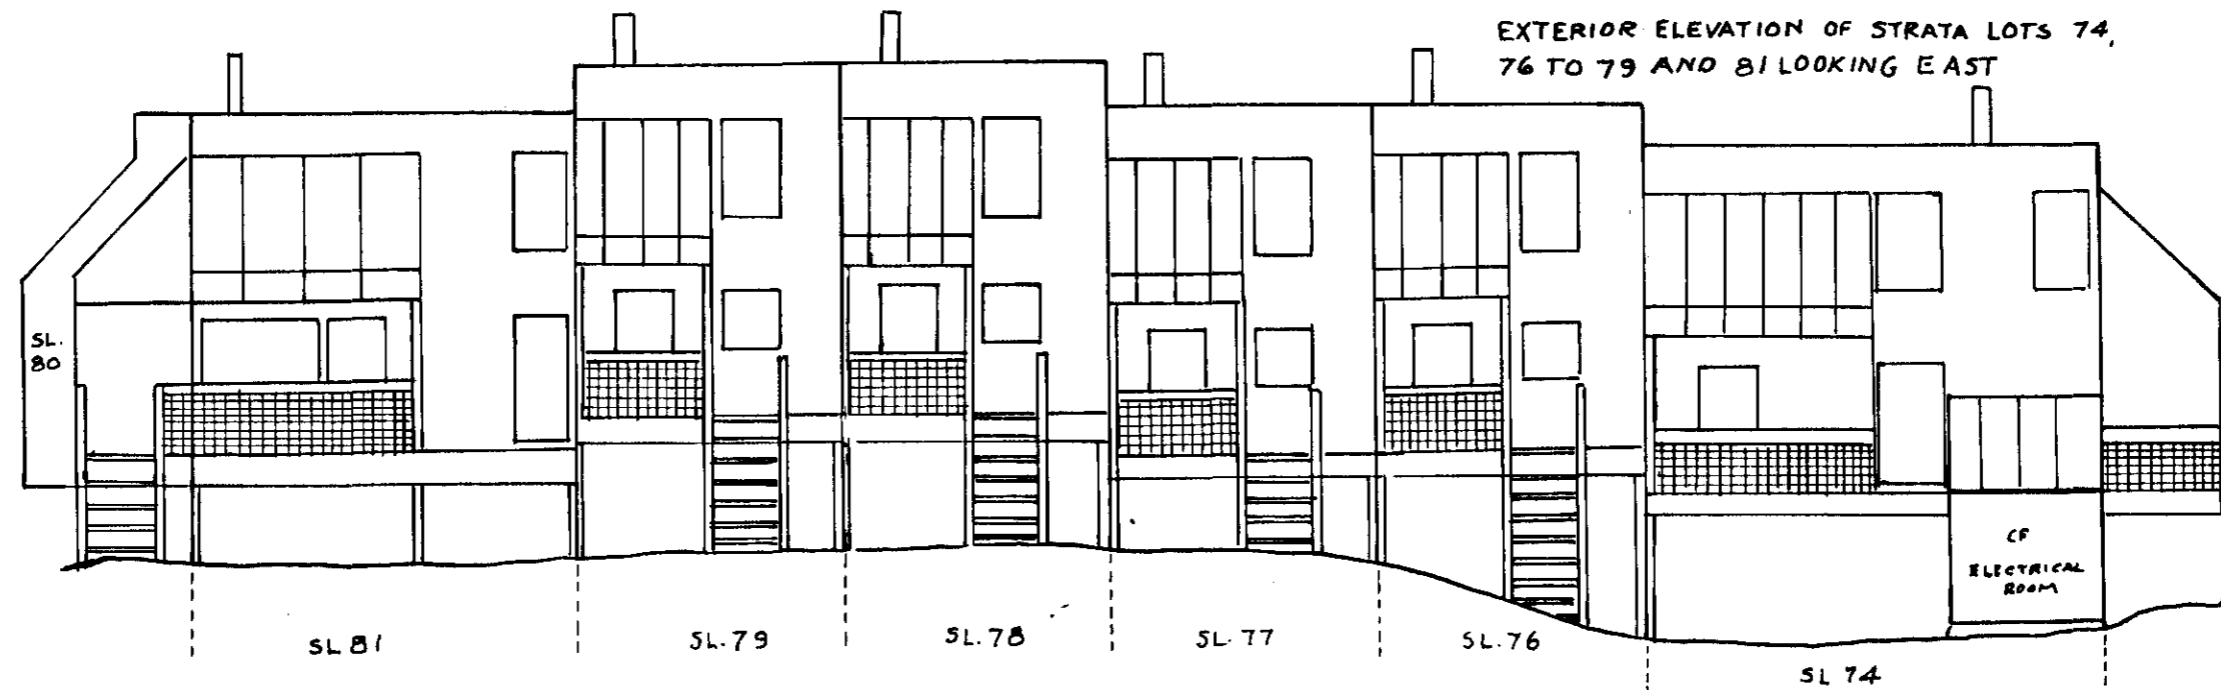 EXTERIOR ELEVATION OF STRATA LOTS 74,
76 TO 79 AND 81 LOOKING EAST
SL.
80
CF
ELECTRICAL
ROOM
SL 81
SL.79
SL.78
SL.77
SL.76
SL 74